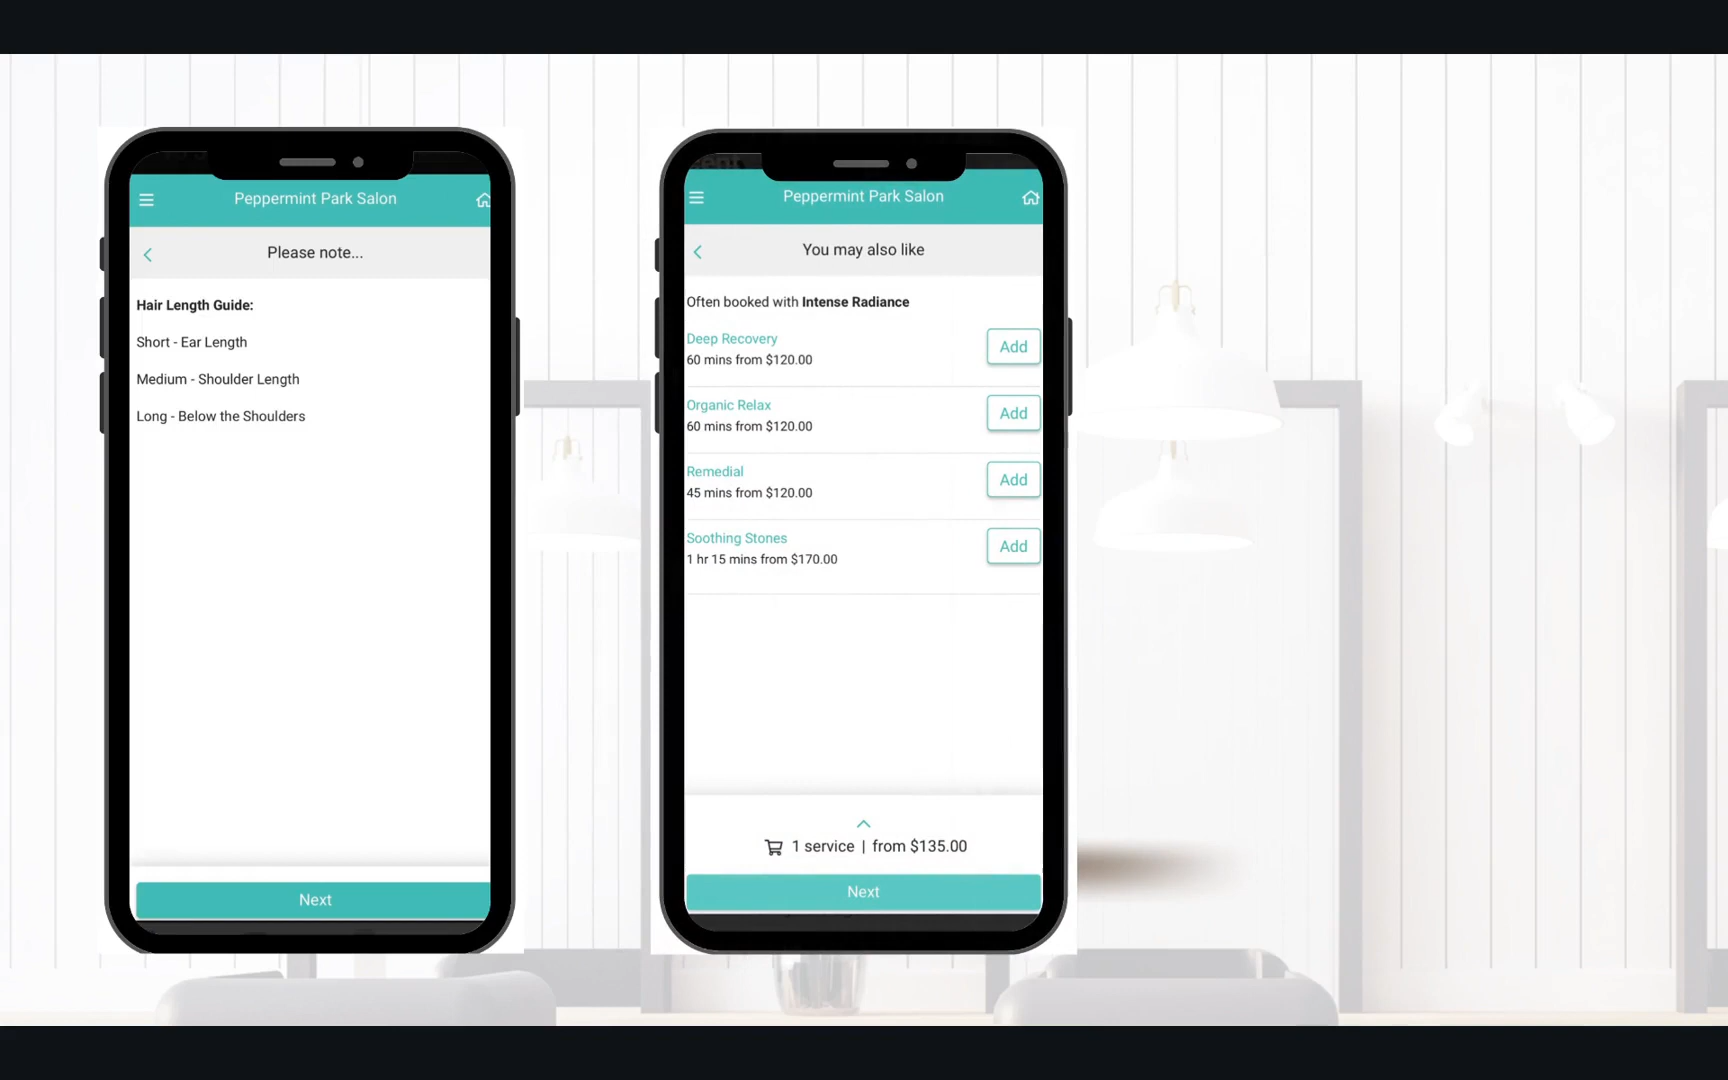 Peppermint Park Salon
Please note...
Hair Length Guide:
Short - Ear Length
Medium - Shoulder Length
Long - Below the Shoulders
Next
Peppermint Park Salon
You may also like
Often booked with Intense Radiance
Deep Recovery
60 mins from $120.00
Add
Organic Relax
60 mins from $120.00
Add
Remedial
45 mins from $120.00
Add
Soothing Stones
1 hr 15 mins from $170.00
Add
1 service | from $135.00
Next